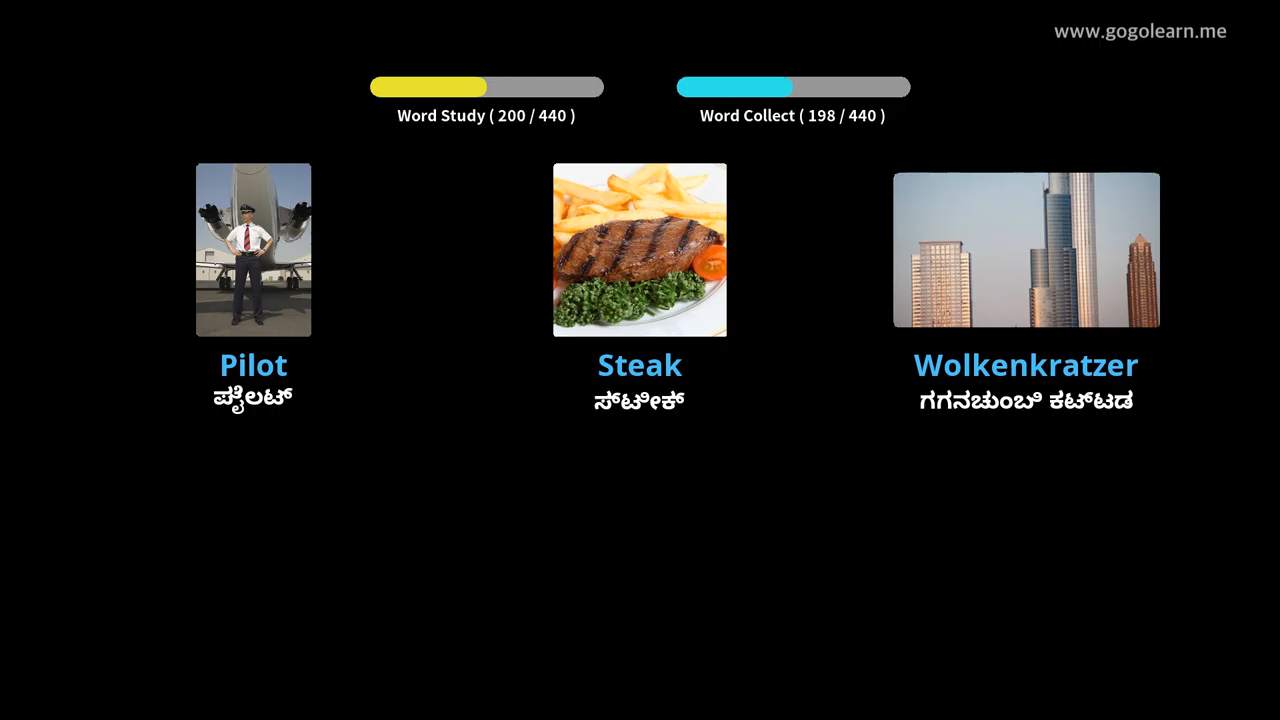 www.gogolearn.me
Word Study ( 200 / 440 )
Word Collect ( 198 / 440 )
Pilot
ಪೈಲಟ್
Steak
ಸ್ಟೀಕ್
Wolkenkratzer
ಗಗನಚುಂಬಿ ಕಟ್ಟಡ